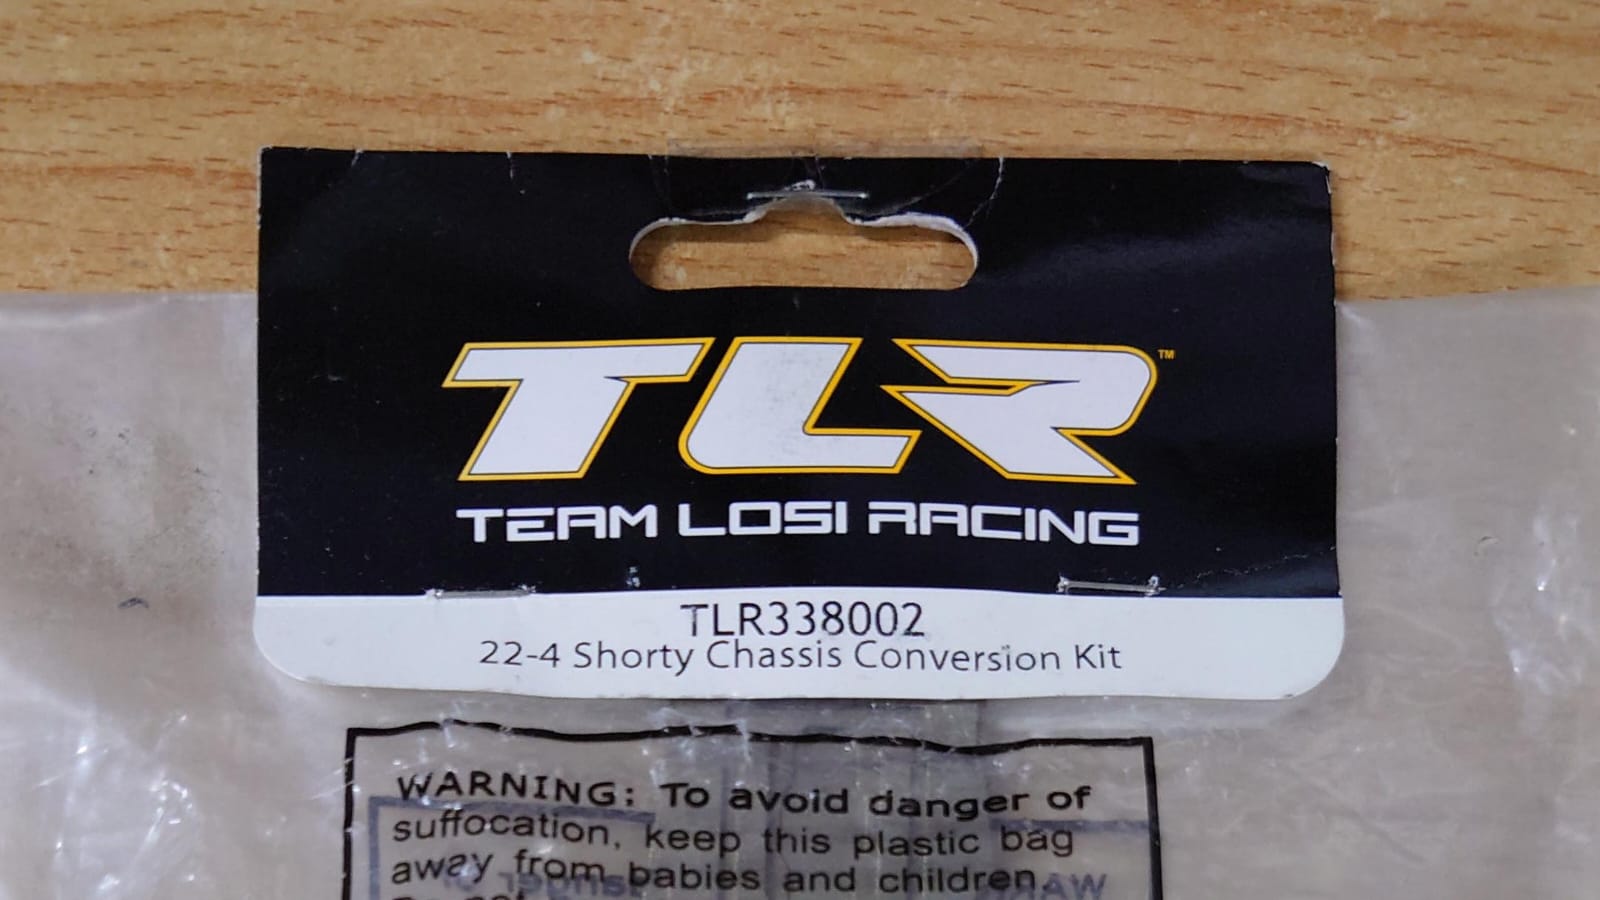 TLR™
TEAM LOSI RACING
TLR338002
22-4 Shorty Chassis Conversion Kit
WARNING: To avoid danger of
suffocation, keep this plastic bag
away from babies and children.